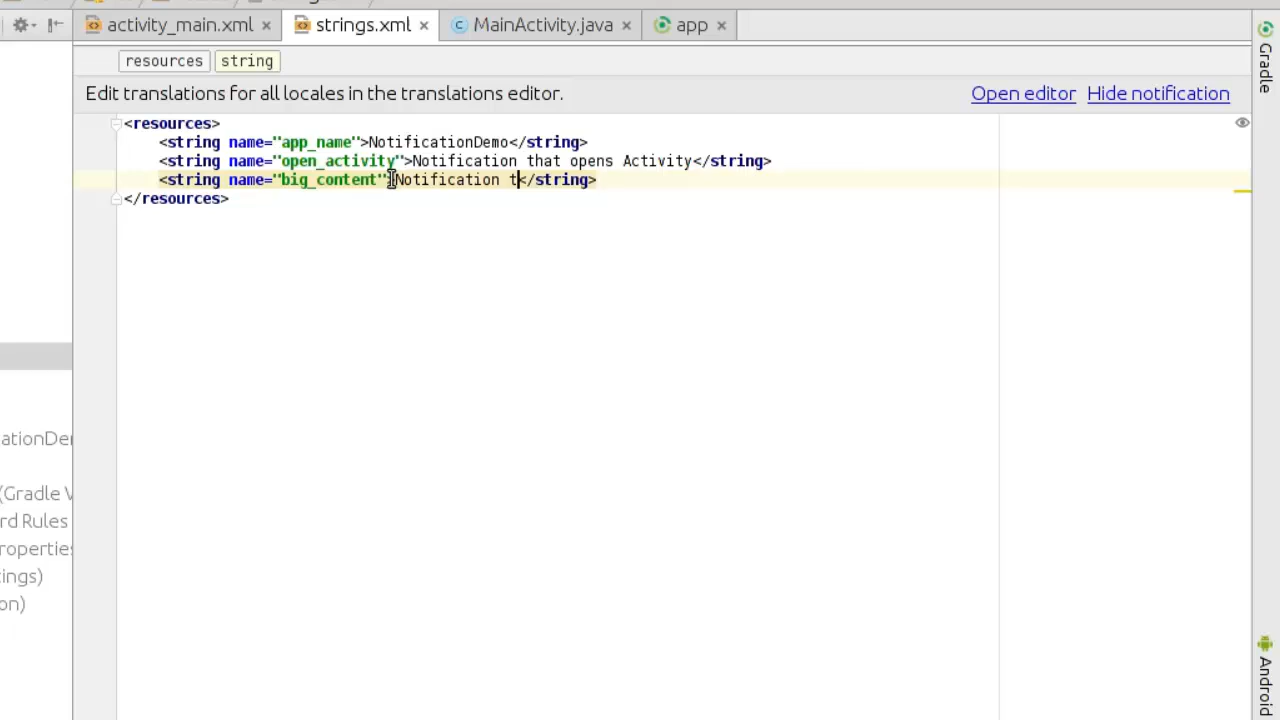 activity_main.xml × strings.xml × MainActivity.java × app ×
resources string
Edit translations for all locales in the translations editor. Open editor Hide notification
<resources>
<string name="app_name">NotificationDemo</string>
<string name="open_activity">Notification that opens Activity</string>
<string name="big_content">Notification t</string>
</resources>
ationDe
(Gradle V
rd Rules
ropertie
ings)
on)
Gradle
Android